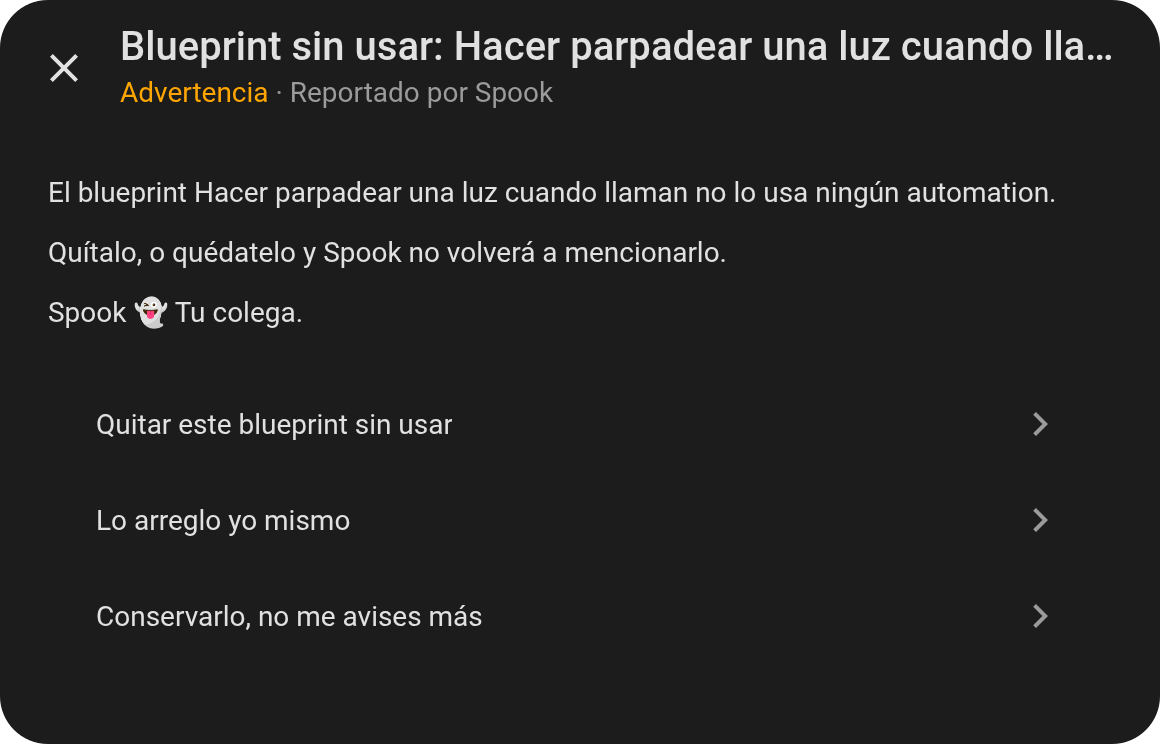 Blueprint sin usar: Hacer parpadear una luz cuando lla...
Advertencia · Reportado por Spook
El blueprint Hacer parpadear una luz cuando llaman no lo usa ningún automation.
Quítalo, o quédatelo y Spook no volverá a mencionarlo.
Spook 👻 Tu colega.
Quitar este blueprint sin usar
Lo arreglo yo mismo
Conservarlo, no me avises más